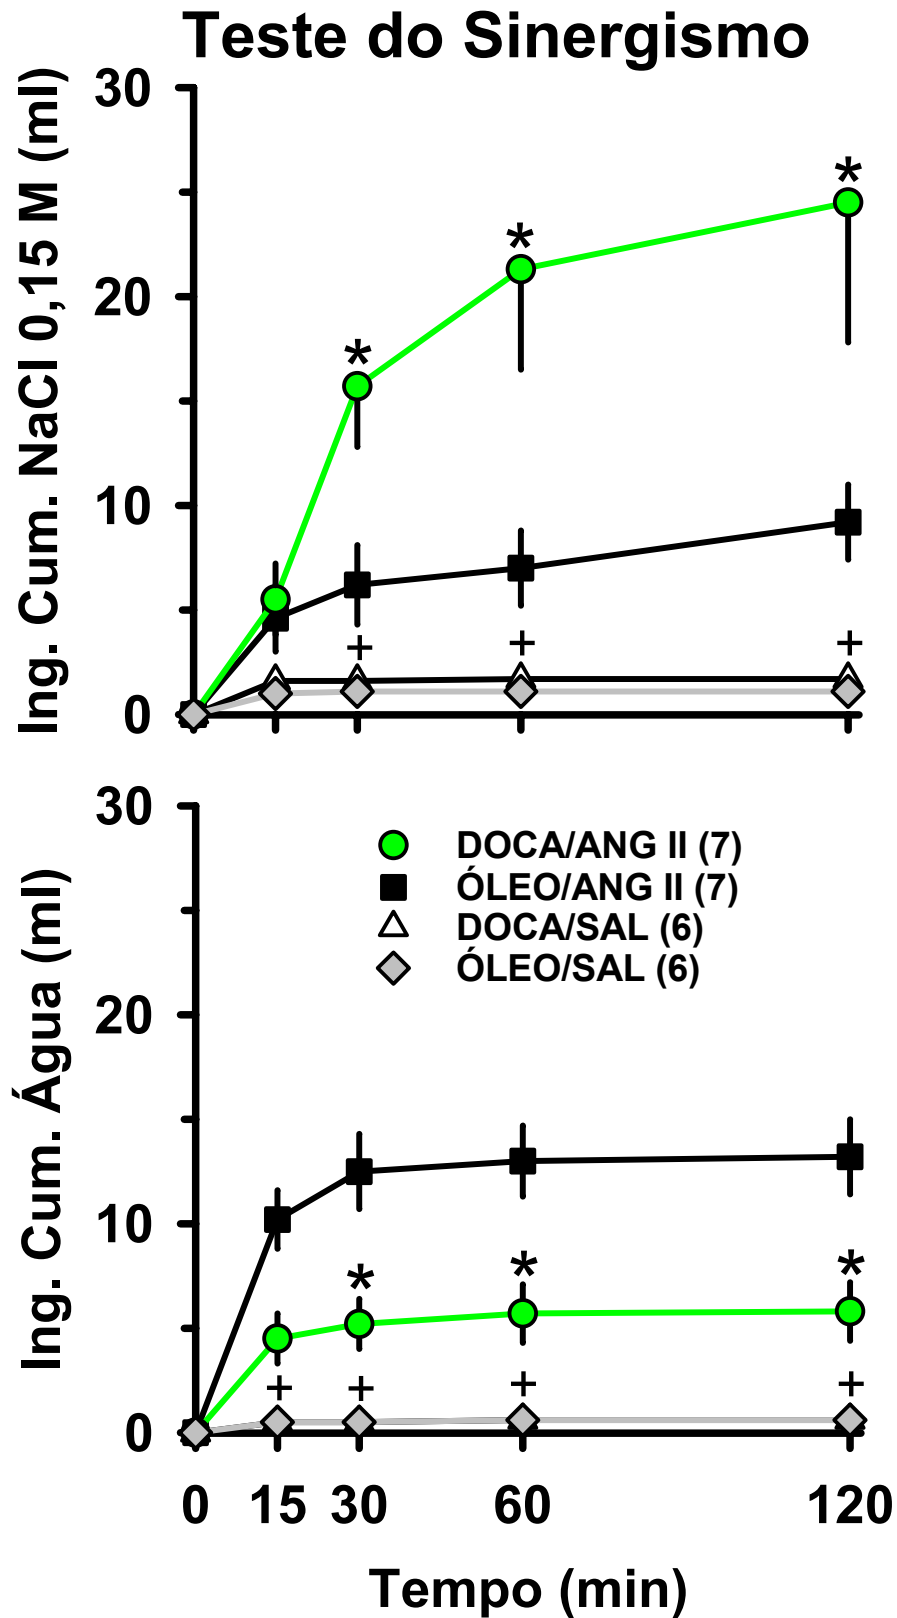 Teste do Sinergismo
Ing. Cum. NaCl 0,15 M (ml)
30
20
10
0
*
*
*
+
+
+
Ing. Cum. Água (ml)
30
20
10
0
DOCA/ANG II (7)
ÓLEO/ANG II (7)
DOCA/SAL (6)
ÓLEO/SAL (6)
*
*
*
+
+
+
+
0 15 30 60 120
Tempo (min)